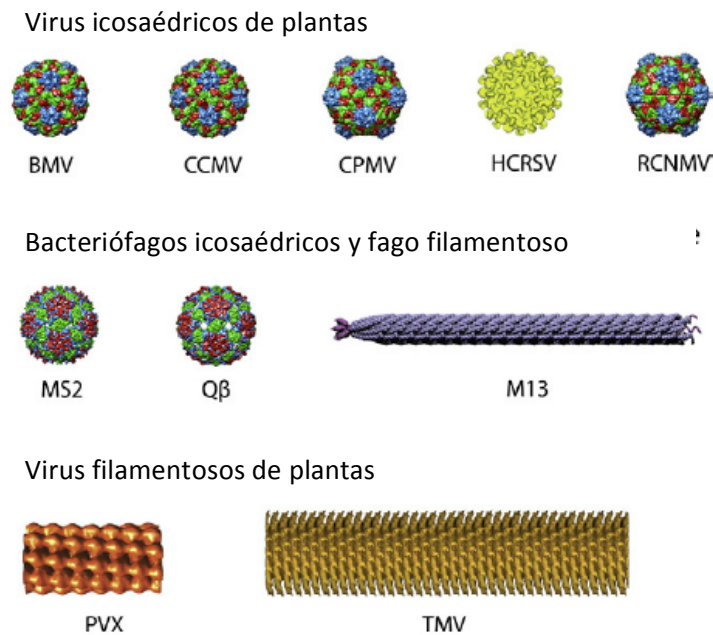 Virus icosaédricos de plantas
BMV CCMV CPMV HCRSV RCNMV
Bacteriófagos icosaédricos y fago filamentoso
MS2 Qβ M13
Virus filamentosos de plantas
PVX TMV